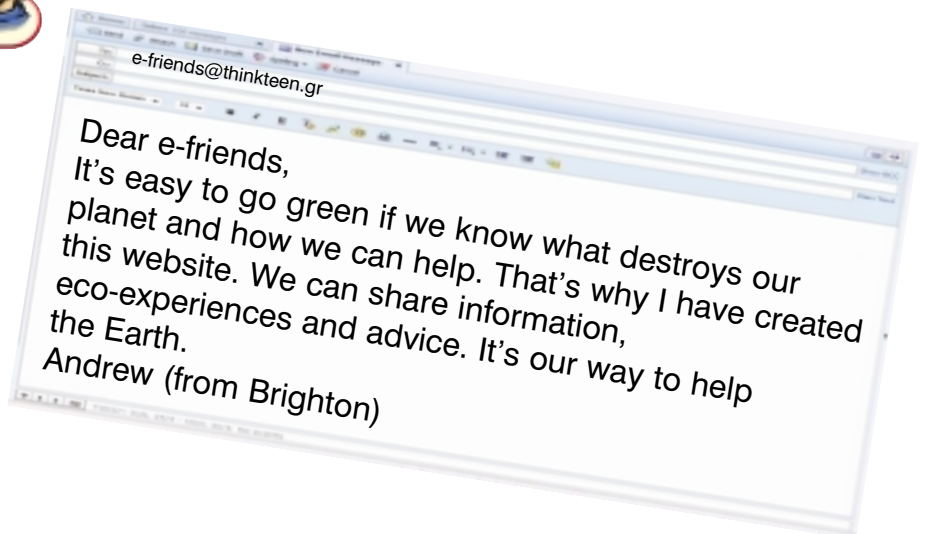 e-friends@thinkteen.gr
Dear e-friends,
It's easy to go green if we know what destroys our
planet and how we can help. That's why I have created
this website. We can share information,
eco-experiences and advice. It's our way to help
the Earth.
Andrew (from Brighton)